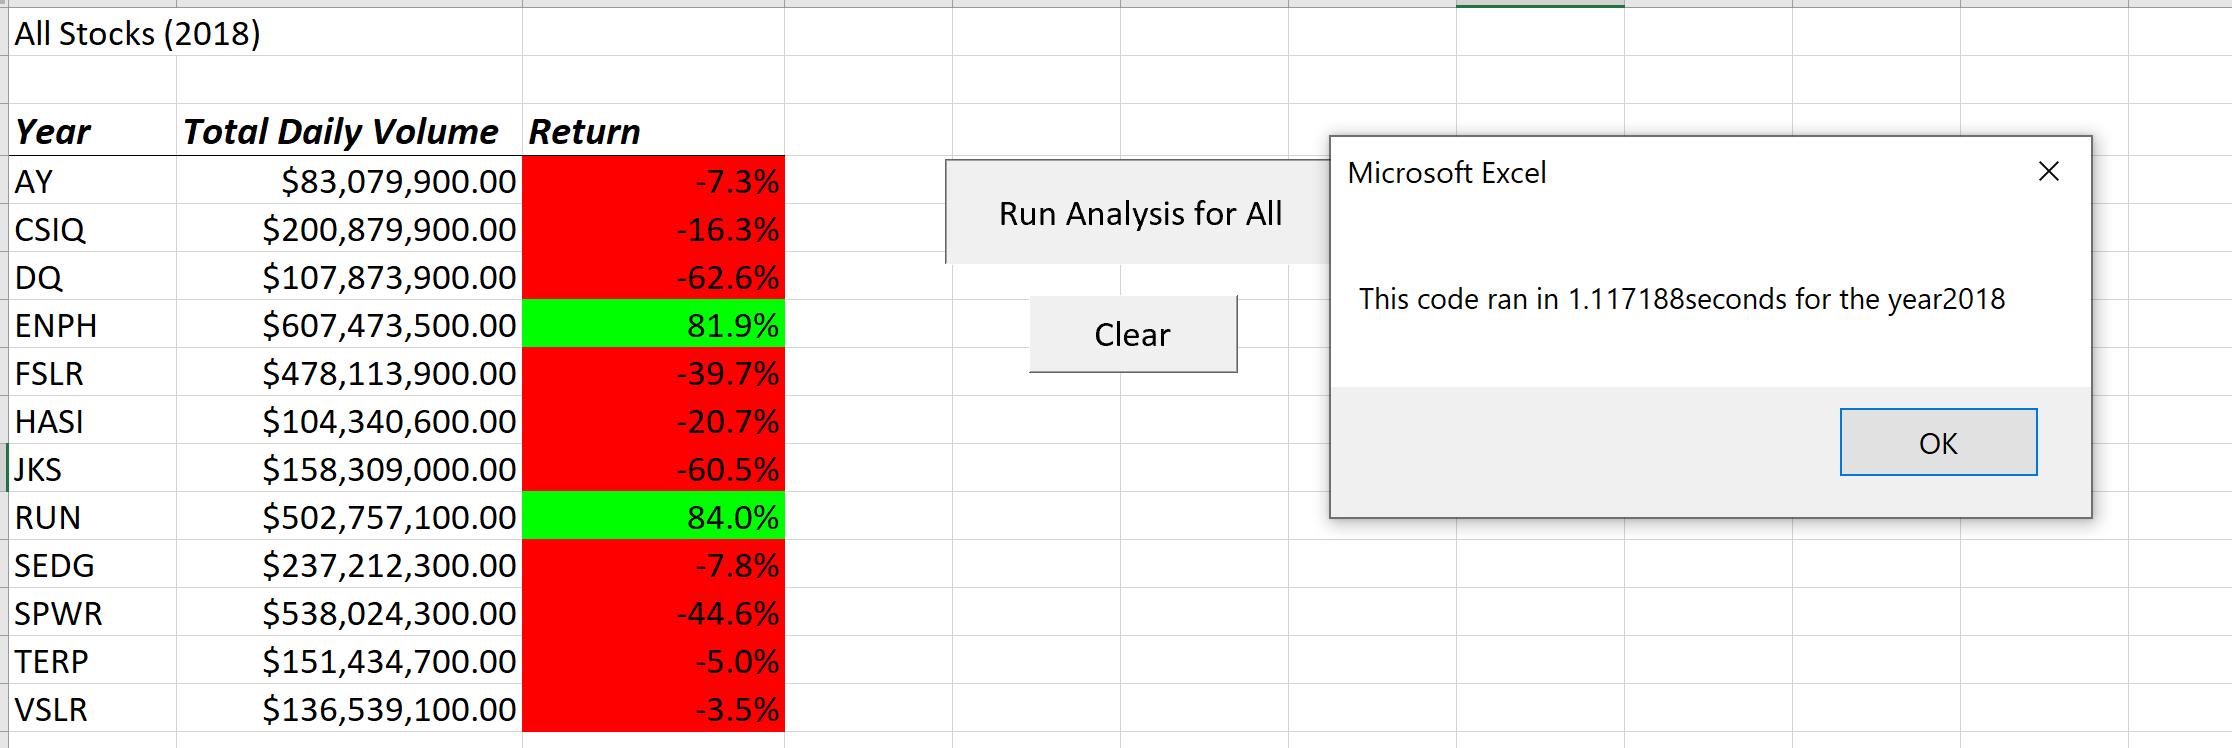 All Stocks (2018)
Year Total Daily Volume Return
AY $83,079,900.00 -7.3%
CSIQ $200,879,900.00 -16.3%
DQ $107,873,900.00 -62.6%
ENPH $607,473,500.00 81.9%
FSLR $478,113,900.00 -39.7%
HASI $104,340,600.00 -20.7%
JKS $158,309,000.00 -60.5%
RUN $502,757,100.00 84.0%
SEDG $237,212,300.00 -7.8%
SPWR $538,024,300.00 -44.6%
TERP $151,434,700.00 -5.0%
VSLR $136,539,100.00 -3.5%
Run Analysis for All
Clear
Microsoft Excel
This code ran in 1.117188seconds for the year2018
OK